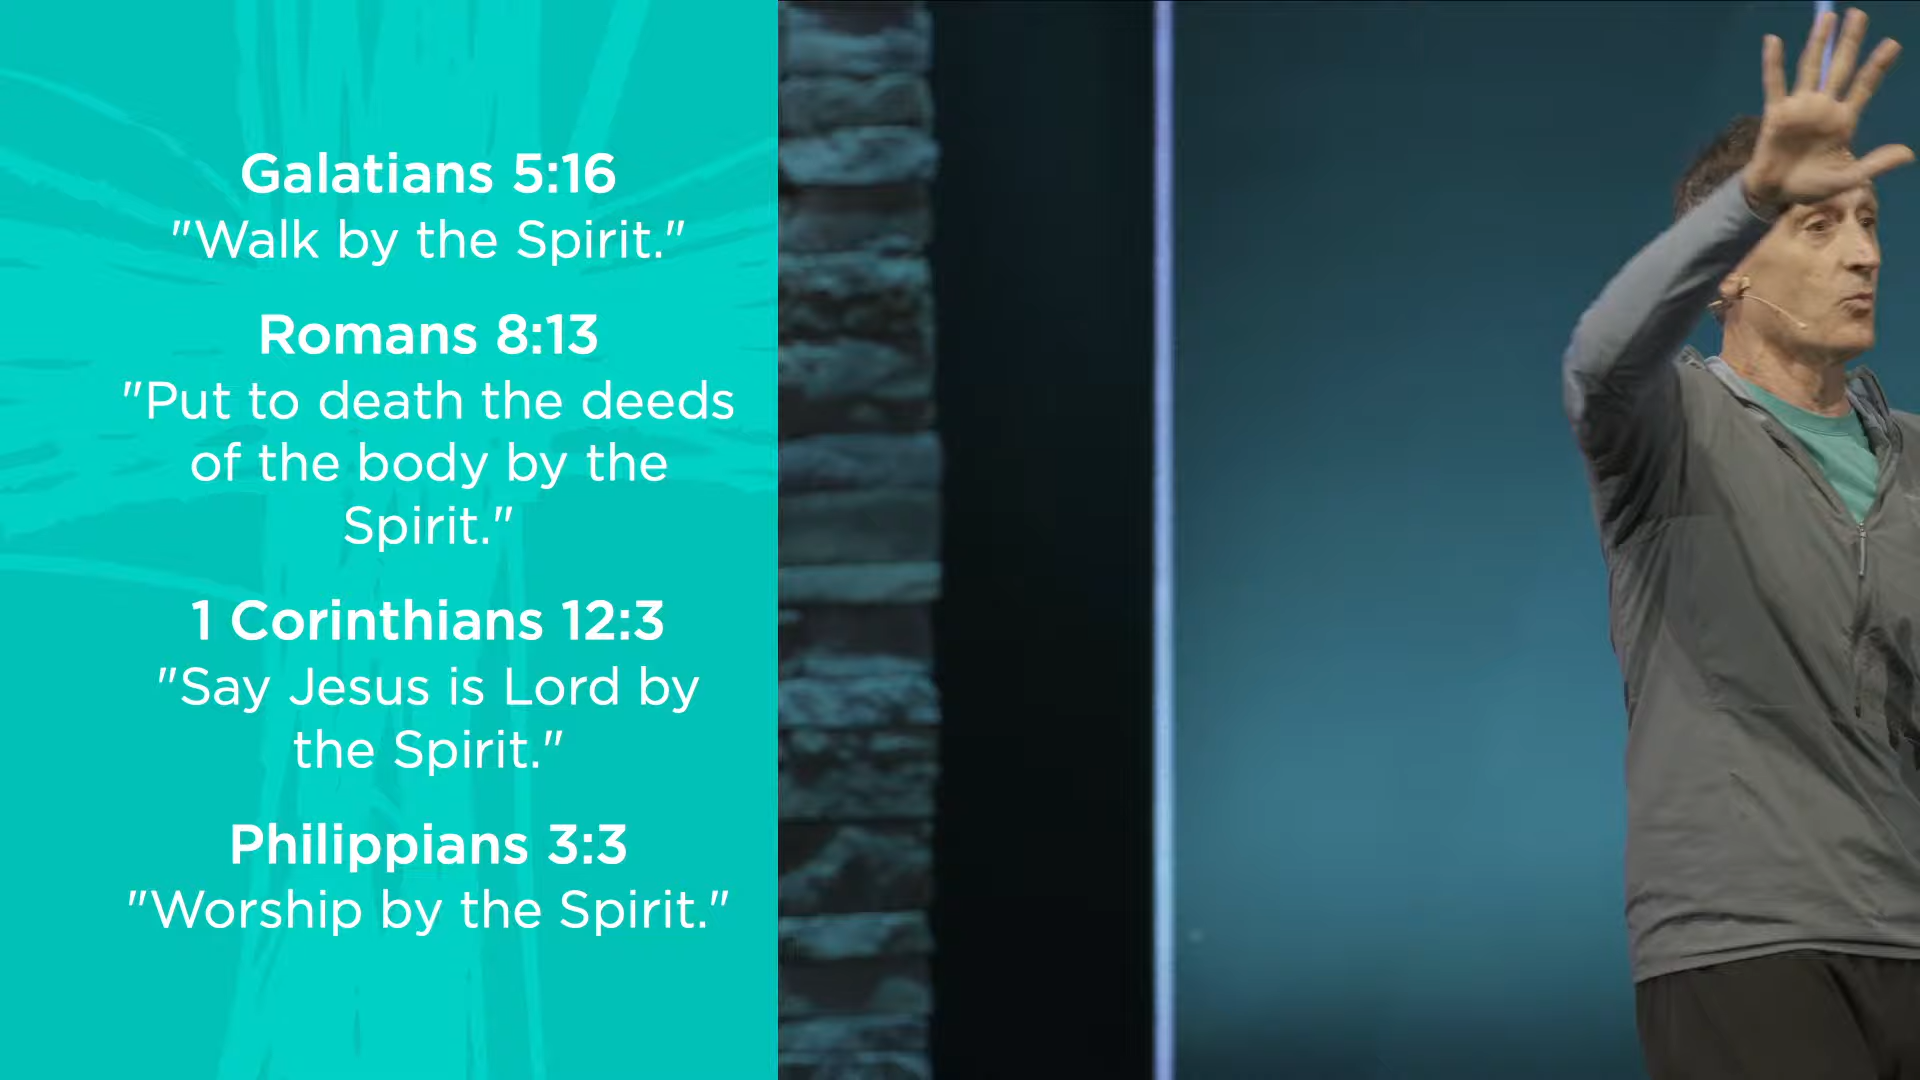 Galatians 5:16
"Walk by the Spirit."
Romans 8:13
"Put to death the deeds
of the body by the
Spirit."
1 Corinthians 12:3
"Say Jesus is Lord by
the Spirit."
Philippians 3:3
"Worship by the Spirit."